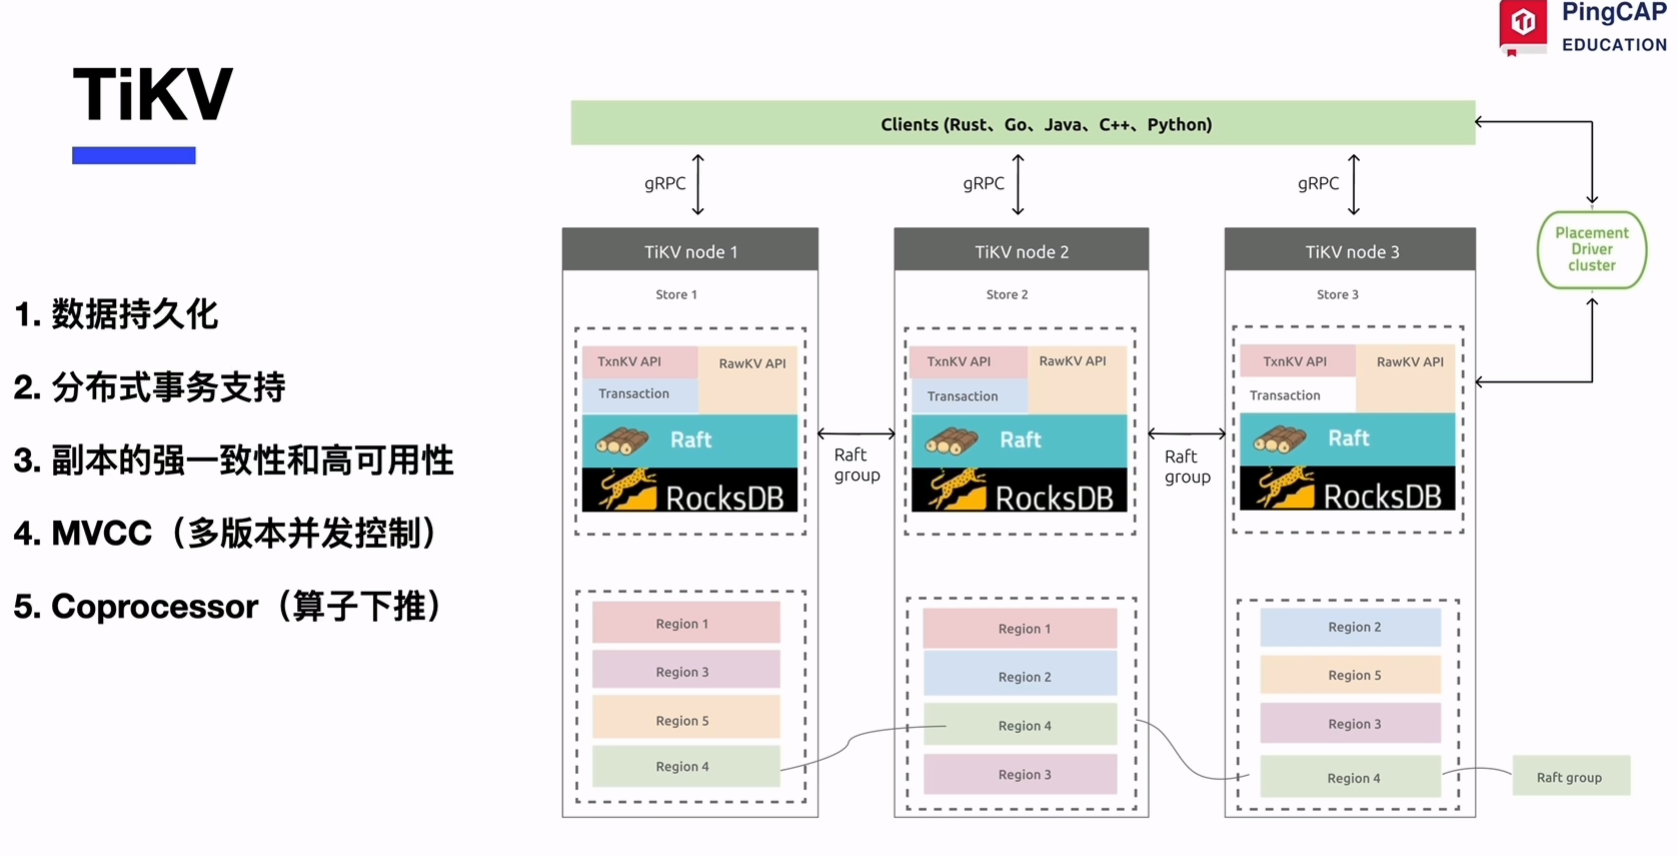 PingCAP
EDUCATION
TiKV
1. 数据持久化
2. 分布式事务支持
3. 副本的强一致性和高可用性
4. MVCC（多版本并发控制）
5. Coprocessor（算子下推）
Clients (Rust、Go、Java、C++、Python)
gRPC
gRPC
gRPC
Placement
Driver
cluster
TiKV node 1
Store 1
TxnKV API
RawKV API
Transaction
Raft
RocksDB
Region 1
Region 3
Region 5
Region 4
Raft
group
TiKV node 2
Store 2
TxnKV API
RawKV API
Transaction
Raft
RocksDB
Region 1
Region 2
Region 4
Region 3
Raft
group
TiKV node 3
Store 3
TxnKV API
RawKV API
Transaction
Raft
RocksDB
Region 2
Region 5
Region 3
Region 4
Raft group